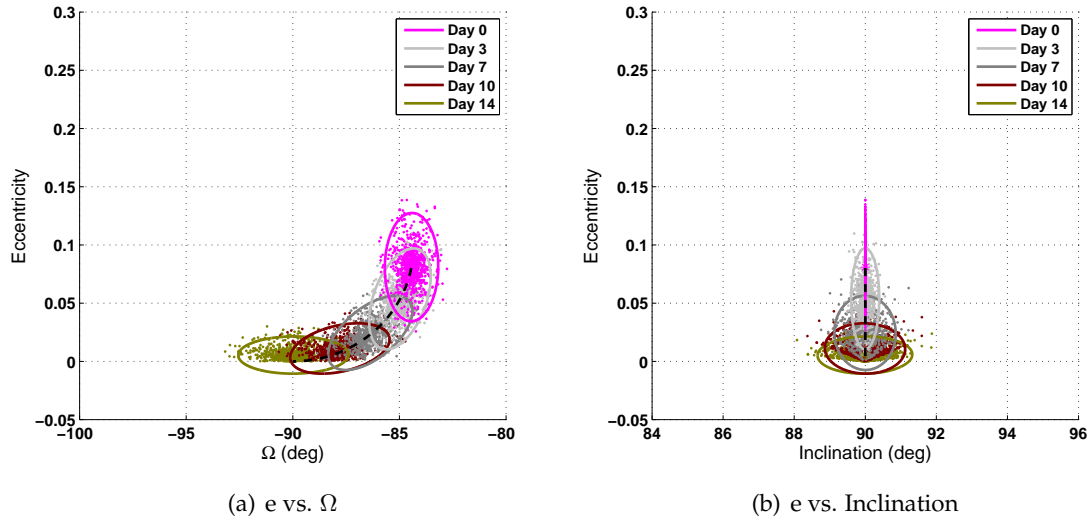 0.3
0.25
0.2
0.15
0.1
0.05
0
−0.05
Eccentricity
−100
−95
−90
−85
−80
Ω (deg)
Day 0
Day 3
Day 7
Day 10
Day 14
(a) e vs. Ω
0.3
0.25
0.2
0.15
0.1
0.05
0
−0.05
Eccentricity
84
86
88
90
92
94
96
Inclination (deg)
Day 0
Day 3
Day 7
Day 10
Day 14
(b) e vs. Inclination